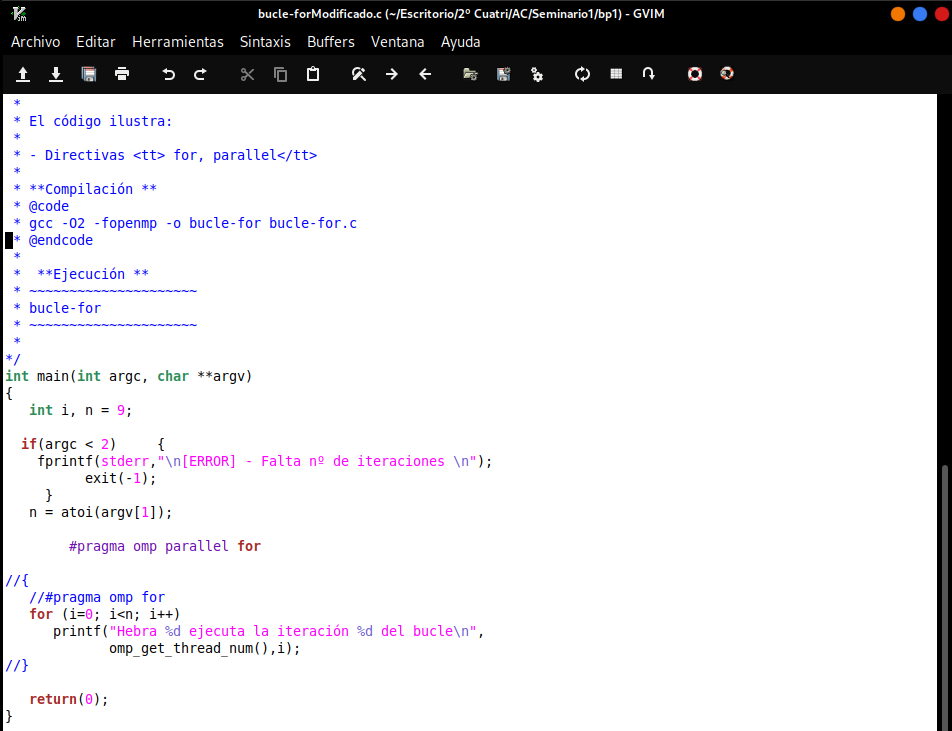 bucle-forModificado.c (~/Escritorio/2º Cuatri/AC/Seminario1/bp1) - GVIM
Archivo Editar Herramientas Sintaxis Buffers Ventana Ayuda
 *
 * El código ilustra:
 *
 * - Directivas <tt> for, parallel</tt>
 *
 * **Compilación **
 * @code
 * gcc -O2 -fopenmp -o bucle-for bucle-for.c
 * @endcode
 *
 *  **Ejecución **
 * ~~~~~~~~~~~~~~~~~~~~~
 * bucle-for
 * ~~~~~~~~~~~~~~~~~~~~~
 *
*/
int main(int argc, char **argv)
{
   int i, n = 9;
  if(argc < 2)     {
    fprintf(stderr,"\n[ERROR] - Falta nº de iteraciones \n");
          exit(-1);
     }
   n = atoi(argv[1]);
        #pragma omp parallel for
//{
   //#pragma omp for
   for (i=0; i<n; i++)
      printf("Hebra %d ejecuta la iteración %d del bucle\n",
             omp_get_thread_num(),i);
//}
   return(0);
}